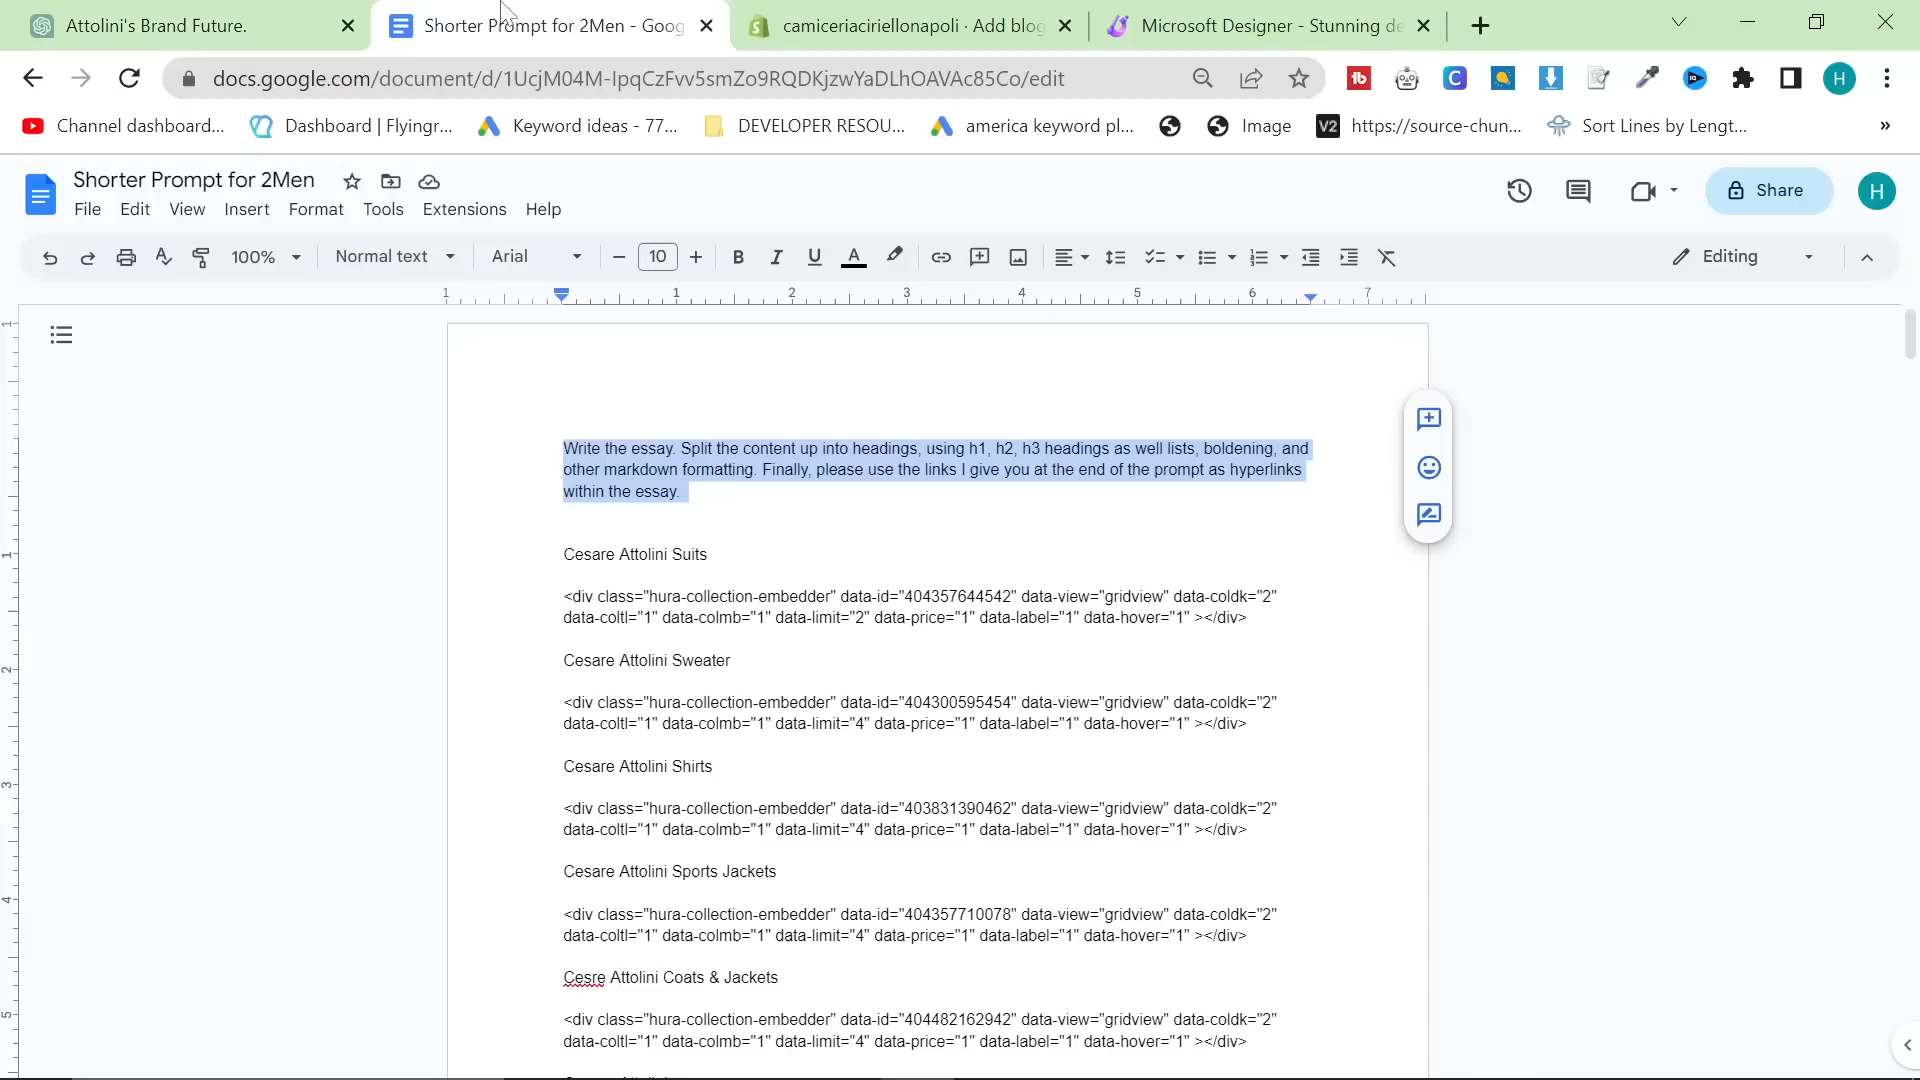 Attolini's Brand Future.
Shorter Prompt for 2Men - Goog
camiceriaciriellonapoli · Add blog
Microsoft Designer - Stunning de
docs.google.com/document/d/1UcjM04M-IpqCzFvv5smZo9RQDKjzwYaDLhOAVAc85Co/edit
H
Channel dashboard...
Dashboard | Flyingr...
Keyword ideas - 77...
DEVELOPER RESOU...
america keyword pl...
Image
V2
https://source-chun...
Sort Lines by Lengt...
Shorter Prompt for 2Men
File Edit View Insert Format Tools Extensions Help
Share
H
100%
Normal text
Arial
10
B I U A
Editing
1 1 2 3 4 5 6 7
Write the essay. Split the content up into headings, using h1, h2, h3 headings as well lists, boldening, and
other markdown formatting. Finally, please use the links I give you at the end of the prompt as hyperlinks
within the essay.
Cesare Attolini Suits
<div class="hura-collection-embedder" data-id="404357644542" data-view="gridview" data-coldk="2"
data-coltl="1" data-colmb="1" data-limit="2" data-price="1" data-label="1" data-hover="1" ></div>
Cesare Attolini Sweater
<div class="hura-collection-embedder" data-id="404300595454" data-view="gridview" data-coldk="2"
data-coltl="1" data-colmb="1" data-limit="4" data-price="1" data-label="1" data-hover="1" ></div>
Cesare Attolini Shirts
<div class="hura-collection-embedder" data-id="403831390462" data-view="gridview" data-coldk="2"
data-coltl="1" data-colmb="1" data-limit="4" data-price="1" data-label="1" data-hover="1" ></div>
Cesare Attolini Sports Jackets
<div class="hura-collection-embedder" data-id="404357710078" data-view="gridview" data-coldk="2"
data-coltl="1" data-colmb="1" data-limit="4" data-price="1" data-label="1" data-hover="1" ></div>
Cesre Attolini Coats & Jackets
<div class="hura-collection-embedder" data-id="404482162942" data-view="gridview" data-coldk="2"
data-coltl="1" data-colmb="1" data-limit="4" data-price="1" data-label="1" data-hover="1" ></div>